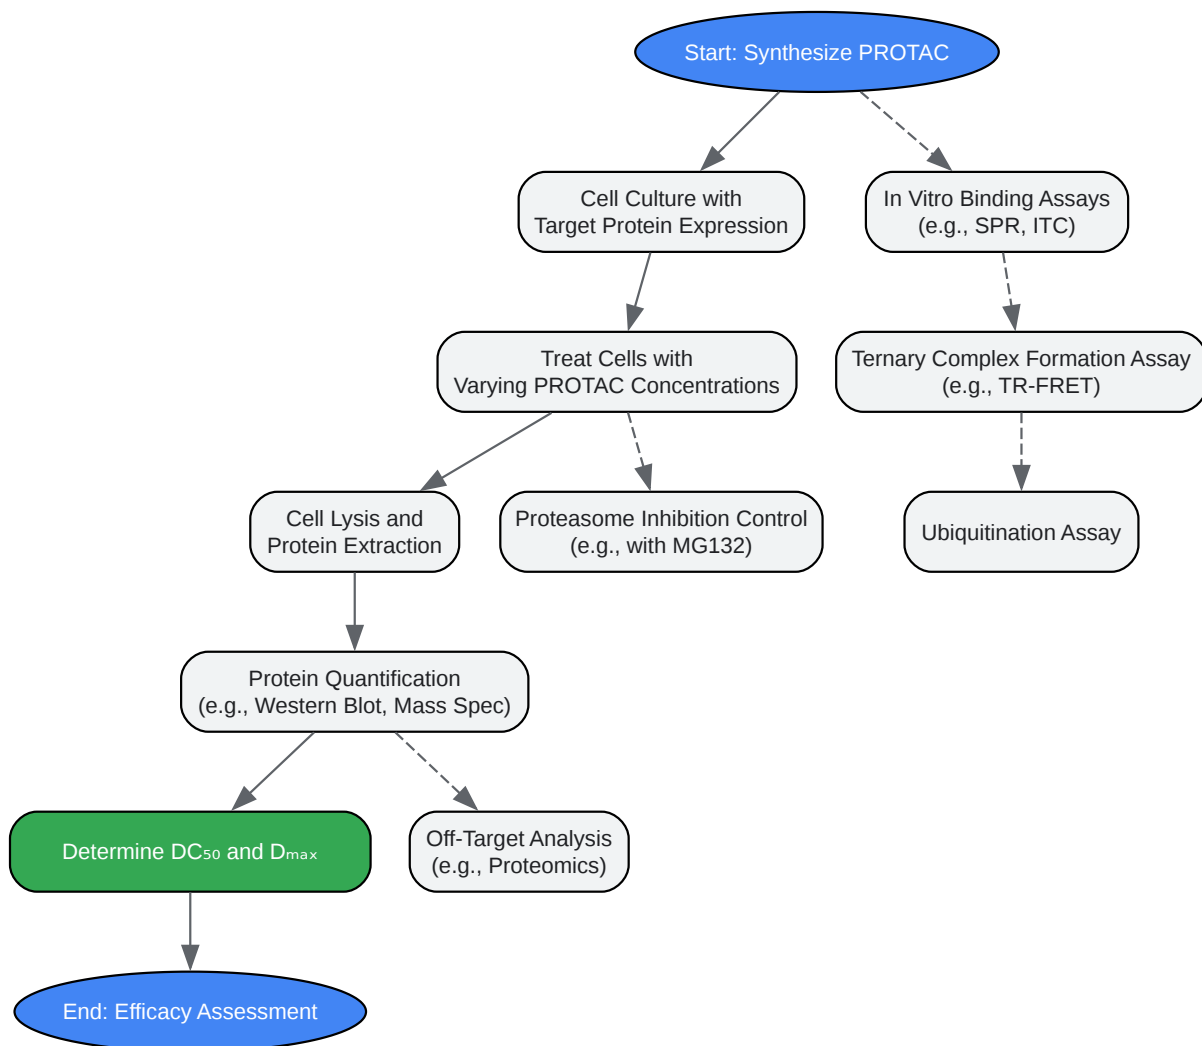 Start: Synthesize PROTAC
Cell Culture with
Target Protein Expression
In Vitro Binding Assays
(e.g., SPR, ITC)
Treat Cells with
Varying PROTAC Concentrations
Ternary Complex Formation Assay
(e.g., TR-FRET)
Cell Lysis and
Protein Extraction
Proteasome Inhibition Control
(e.g., with MG132)
Ubiquitination Assay
Protein Quantification
(e.g., Western Blot, Mass Spec)
Determine DC₅₀ and Dₘₐₓ
Off-Target Analysis
(e.g., Proteomics)
End: Efficacy Assessment